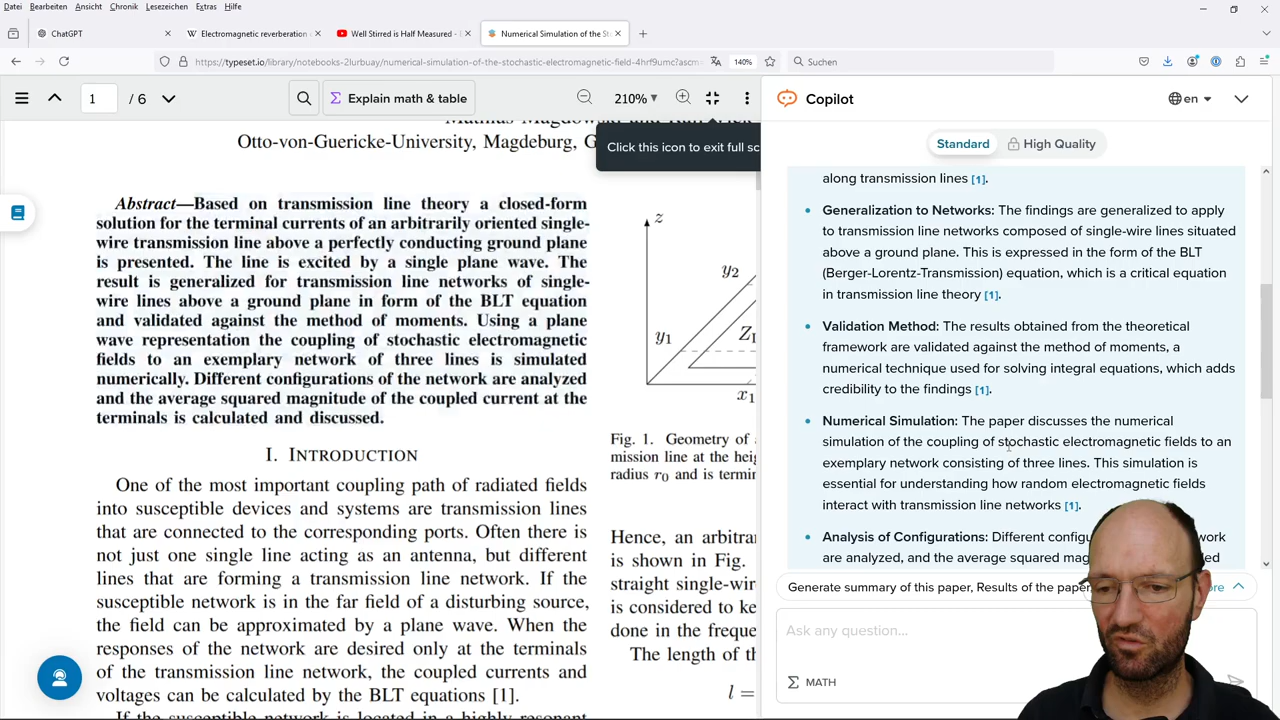 Datei Bearbeiten Ansicht Chronik Lesezeichen Extras Hilfe
ChatGPT
Electromagnetic reverberation
Well Stirred is Half Measured -
Numerical Simulation of the St
https://typeset.io/library/notebooks-2lurbuay/numerical-simulation-of-the-stochastic-electromagnetic-field-4hrf9umc?ascm
140%
Suchen
1 / 6
Explain math & table
210%
Copilot
en
Otto-von-Guericke-University, Magdeburg, G
Click this icon to exit full sc
Standard
High Quality
Abstract—Based on transmission line theory a closed-form
solution for the terminal currents of an arbitrarily oriented single-
wire transmission line above a perfectly conducting ground plane
is presented. The line is excited by a single plane wave. The
result is generalized for transmission line networks of single-
wire lines above a ground plane in form of the BLT equation
and validated against the method of moments. Using a plane
wave representation the coupling of stochastic electromagnetic
fields to an exemplary network of three lines is simulated
numerically. Different configurations of the network are analyzed
and the average squared magnitude of the coupled current at the
terminals is calculated and discussed.
I. INTRODUCTION
One of the most important coupling path of radiated fields
into susceptible devices and systems are transmission lines
that are connected to the corresponding ports. Often there is
not just one single line acting as an antenna, but different
lines that are forming a transmission line network. If the
susceptible network is in the far field of a disturbing source,
the field can be approximated by a plane wave. When the
responses of the network are desired only at the terminals
of the transmission line network, the coupled currents and
voltages can be calculated by the BLT equations [1].
If the susceptible network is located in a highly resonant
z
y2
y1
x1
Fig. 1. Geometry of a
mission line at the heig
radius r0 and is termin
Hence, an arbitrar
is shown in Fig.
straight single-wir
is considered to ke
done in the freque
The length of th
l =
along transmission lines [1].
• Generalization to Networks: The findings are generalized to apply
to transmission line networks composed of single-wire lines situated
above a ground plane. This is expressed in the form of the BLT
(Berger-Lorentz-Transmission) equation, which is a critical equation
in transmission line theory [1].
• Validation Method: The results obtained from the theoretical
framework are validated against the method of moments, a
numerical technique used for solving integral equations, which adds
credibility to the findings [1].
• Numerical Simulation: The paper discusses the numerical
simulation of the coupling of stochastic electromagnetic fields to an
exemplary network consisting of three lines. This simulation is
essential for understanding how random electromagnetic fields
interact with transmission line networks [1].
• Analysis of Configurations: Different configu work
are analyzed, and the average squared mag
Generate summary of this paper, Results of the paper,
Ask any question...
MATH